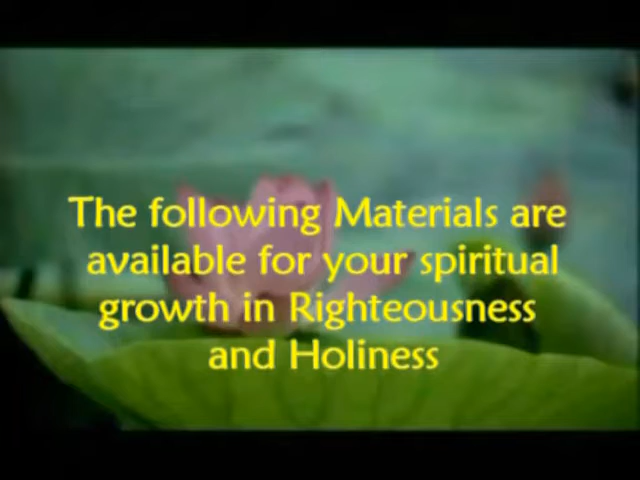 The following Materials are
available for your spiritual
growth in Righteousness
and Holiness